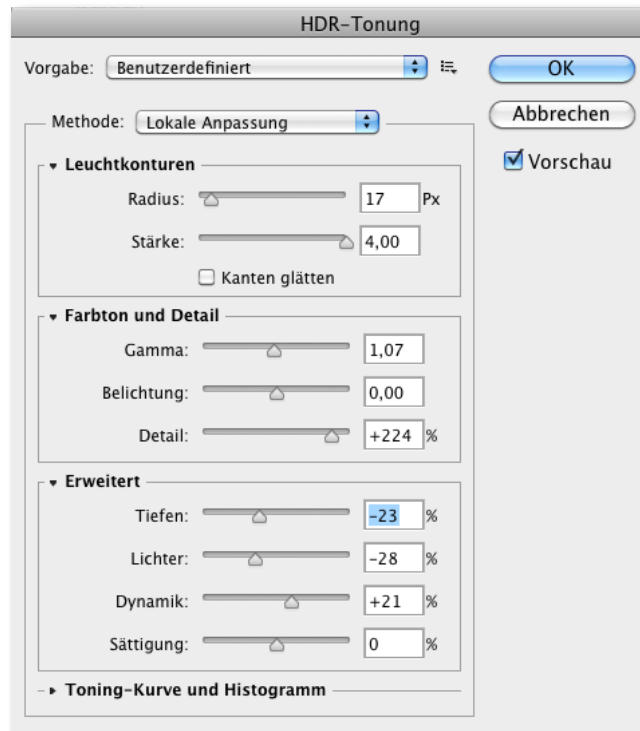 HDR-Tonung
Vorgabe: Benutzerdefiniert
OK
Methode: Lokale Anpassung
Abbrechen
Vorschau
Leuchtkonturen
Radius: 17 Px
Stärke: 4,00
Kanten glätten
Farbton und Detail
Gamma: 1,07
Belichtung: 0,00
Detail: +224 %
Erweitert
Tiefen: -23 %
Lichter: -28 %
Dynamik: +21 %
Sättigung: 0 %
Toning-Kurve und Histogramm